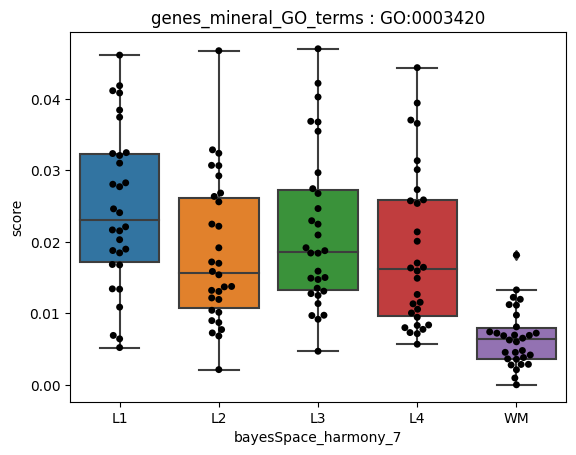 genes_mineral_GO_terms : GO:0003420
score
0.04
0.03
0.02
0.01
0.00
L1 L2 L3 L4 WM
bayesSpace_harmony_7